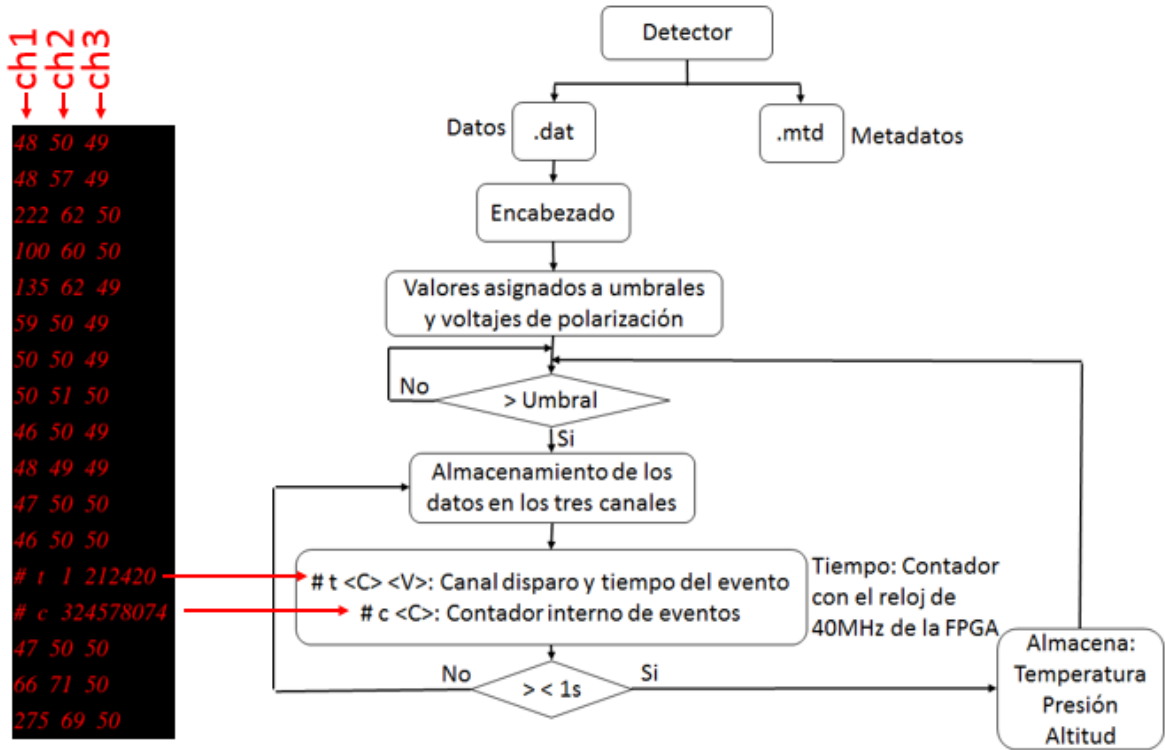 ch1
ch2
ch3
48 50 49
48 57 49
222 62 50
100 60 50
135 62 49
59 50 49
50 50 49
50 51 50
46 50 49
48 49 49
47 50 50
46 50 50
# t 1 212420
# c 324578074
47 50 50
66 71 50
275 69 50
Detector
Datos
.dat
.mtd
Metadatos
Encabezado
Valores asignados a umbrales
y voltajes de polarización
No
> Umbral
Si
Almacenamiento de los
datos en los tres canales
# t <C> <V>: Canal disparo y tiempo del evento
# c <C>: Contador interno de eventos
Tiempo: Contador
con el reloj de
40MHz de la FPGA
No
> < 1s
Si
Almacena:
Temperatura
Presión
Altitud